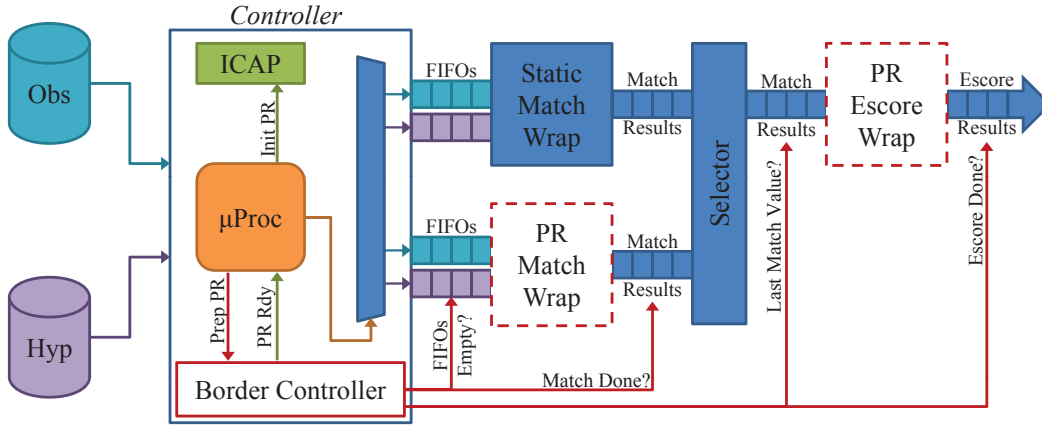 Controller
Obs
Hyp
ICAP
Init PR
μProc
Prep PR
PR Rdy
Border Controller
FIFOs
Static
Match
Wrap
Match
Results
FIFOs
PR
Match
Wrap
Match
Results
FIFOs
Empty?
Match Done?
Selector
Match
Results
Last Match Value?
PR
Escore
Wrap
Escore
Results
Escore Done?